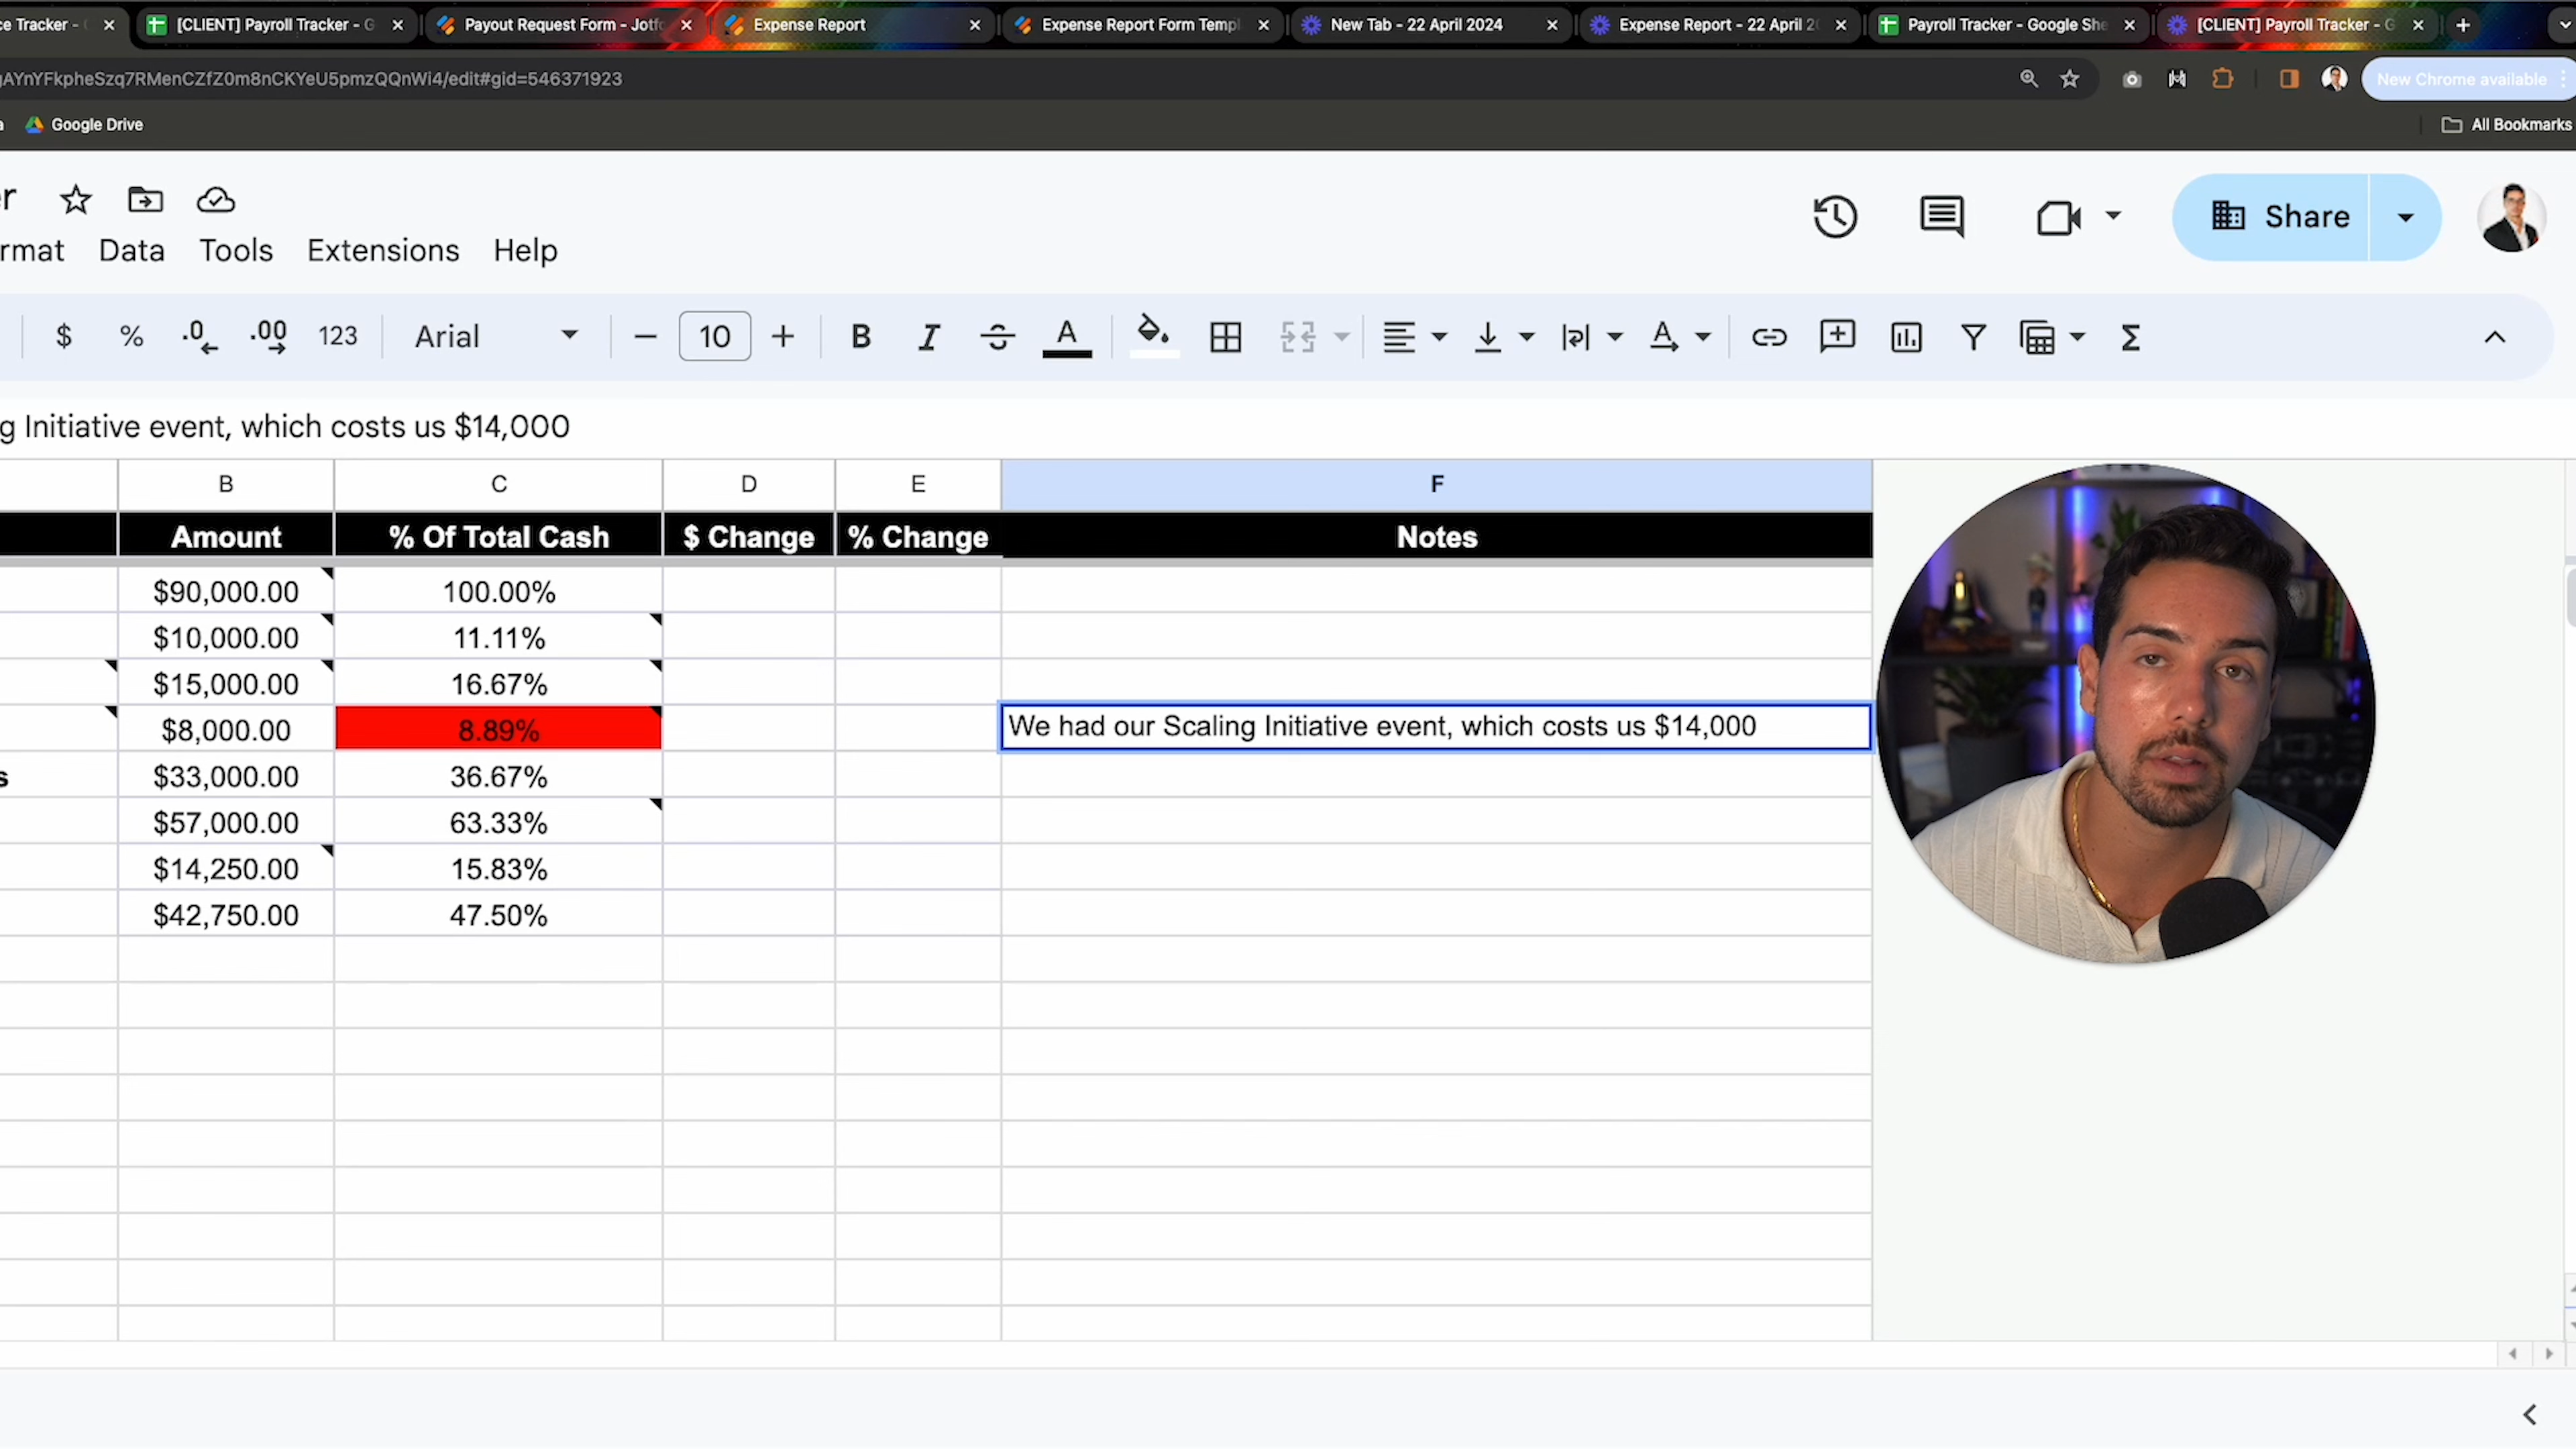 ce Tracker -
[CLIENT] Payroll Tracker - G
Payout Request Form - Jotfo
Expense Report
Expense Report Form Templ
New Tab - 22 April 2024
Expense Report - 22 April 20
Payroll Tracker - Google She
[CLIENT] Payroll Tracker - G
gAYnYFkpheSzq7RMenCZfZ0m8nCKYeU5pmzQQnWi4/edit#gid=546371923
New Chrome available
a
Google Drive
All Bookmarks
er
Share
rmat Data Tools Extensions Help
$ % .0 .00 123 Arial 10 B I S A
g Initiative event, which costs us $14,000
B C D E F
Amount % Of Total Cash $ Change % Change Notes
$90,000.00 100.00%
$10,000.00 11.11%
$15,000.00 16.67%
$8,000.00 8.89% We had our Scaling Initiative event, which costs us $14,000
s $33,000.00 36.67%
$57,000.00 63.33%
$14,250.00 15.83%
$42,750.00 47.50%